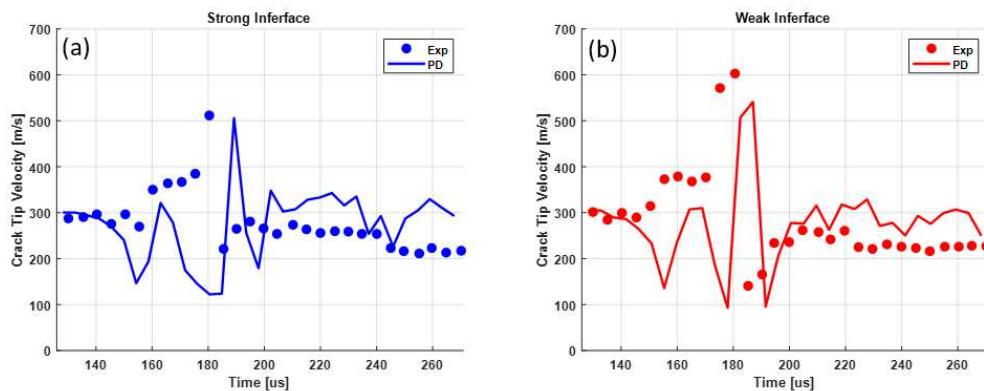 Strong Inferface
(a)
Exp
PD
Crack Tip Velocity [m/s]
700
600
500
400
300
200
100
0
140 160 180 200 220 240 260
Time [us]
Weak Inferface
(b)
Exp
PD
Crack Tip Velocity [m/s]
700
600
500
400
300
200
100
0
140 160 180 200 220 240 260
Time [us]